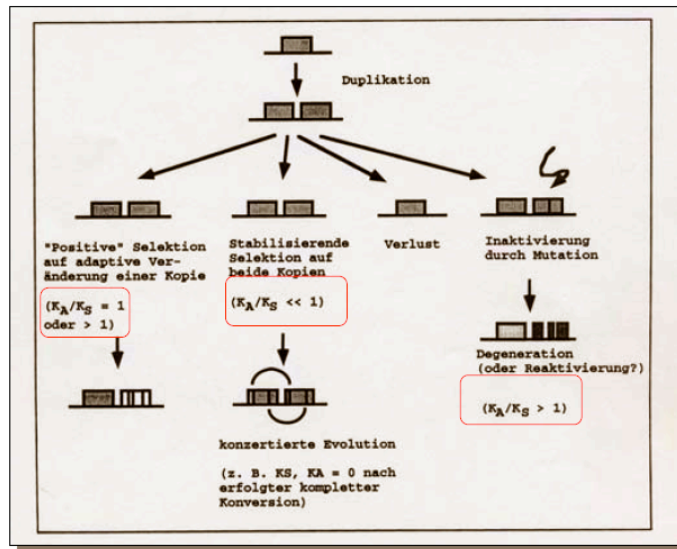 Duplikation
"Positive" Selektion
auf adaptive Ver-
änderung einer Kopie
(KA/KS = 1
oder > 1)
Stabilisierende
Selektion auf
beide Kopien
(KA/KS << 1)
konzertierte Evolution
(z. B. KS, KA = 0 nach
erfolgter kompletter
Konversion)
Verlust
Inaktivierung
durch Mutation
Degeneration
(oder Reaktivierung?)
(KA/KS > 1)